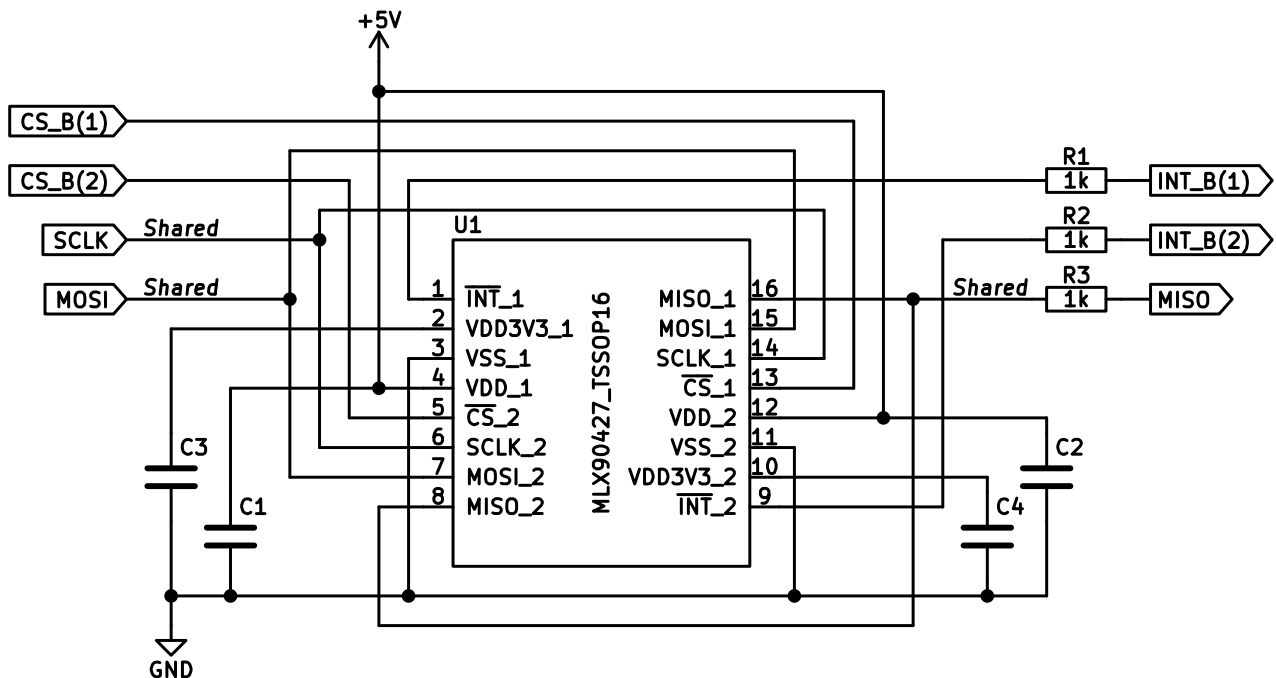 +5V
CS_B(1)
CS_B(2)
SCLK
Shared
MOSI
Shared
U1
1
INT_1
2
VDD3V3_1
3
VSS_1
4
VDD_1
5
CS_2
6
SCLK_2
7
MOSI_2
8
MISO_2
MLX90427_TSSOP16
MISO_1
16
MOSI_1
15
SCLK_1
14
CS_1
13
VDD_2
12
VSS_2
11
VDD3V3_2
10
INT_2
9
R1
1k
INT_B(1)
R2
1k
INT_B(2)
Shared
R3
1k
MISO
C3
C1
C2
C4
GND